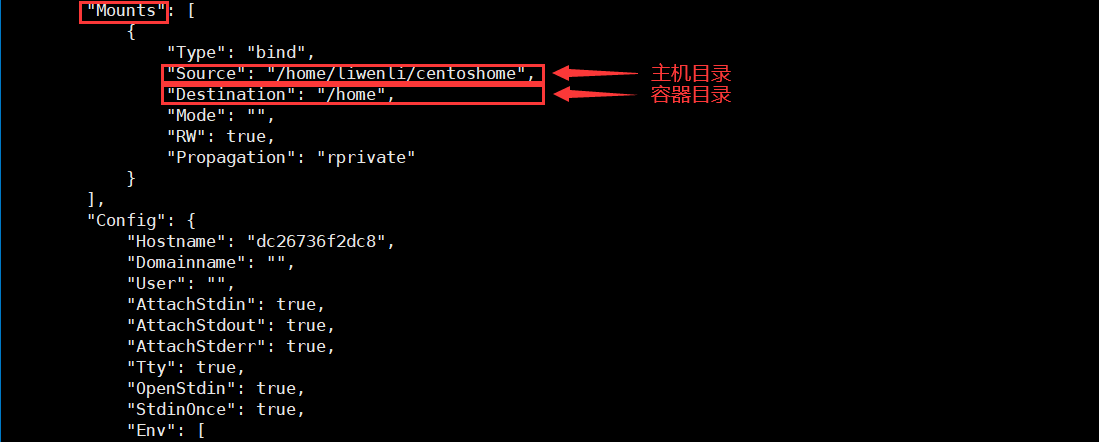 "Mounts": [
{
"Type": "bind",
"Source": "/home/liwenli/centoshome",
主机目录
"Destination": "/home",
容器目录
"Mode": "",
"RW": true,
"Propagation": "rprivate"
}
],
"Config": {
"Hostname": "dc26736f2dc8",
"Domainname": "",
"User": "",
"AttachStdin": true,
"AttachStdout": true,
"AttachStderr": true,
"Tty": true,
"OpenStdin": true,
"StdinOnce": true,
"Env": [